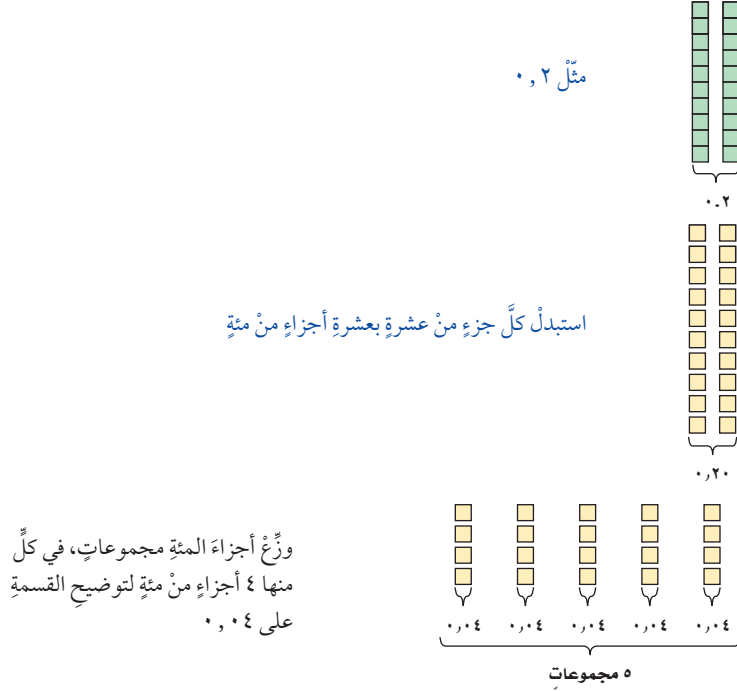 مثّلْ ٠,٢
٠.٢
استبدلْ كلَّ جزءٍ منْ عشرةٍ بعشرةِ أجزاءٍ منْ مئةٍ
٠,٢٠
وزِّعْ أجزاءَ المئةِ مجموعاتٍ، في كلٍّ
منها ٤ أجزاءٍ منْ مئةٍ لتوضيحِ القسمةِ
على ٠,٠٤
٠,٠٤ ٠,٠٤ ٠,٠٤ ٠,٠٤ ٠,٠٤
٥ مجموعاتٍ